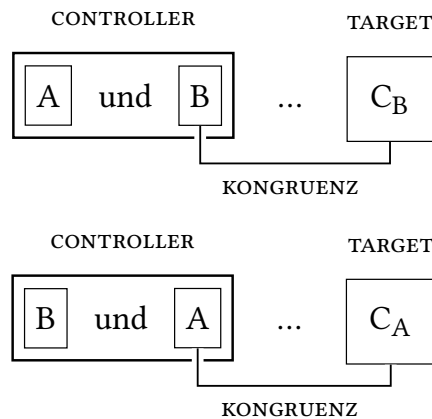 CONTROLLER TARGET
A und B ... C_B
KONGRUENZ
CONTROLLER TARGET
B und A ... C_A
KONGRUENZ